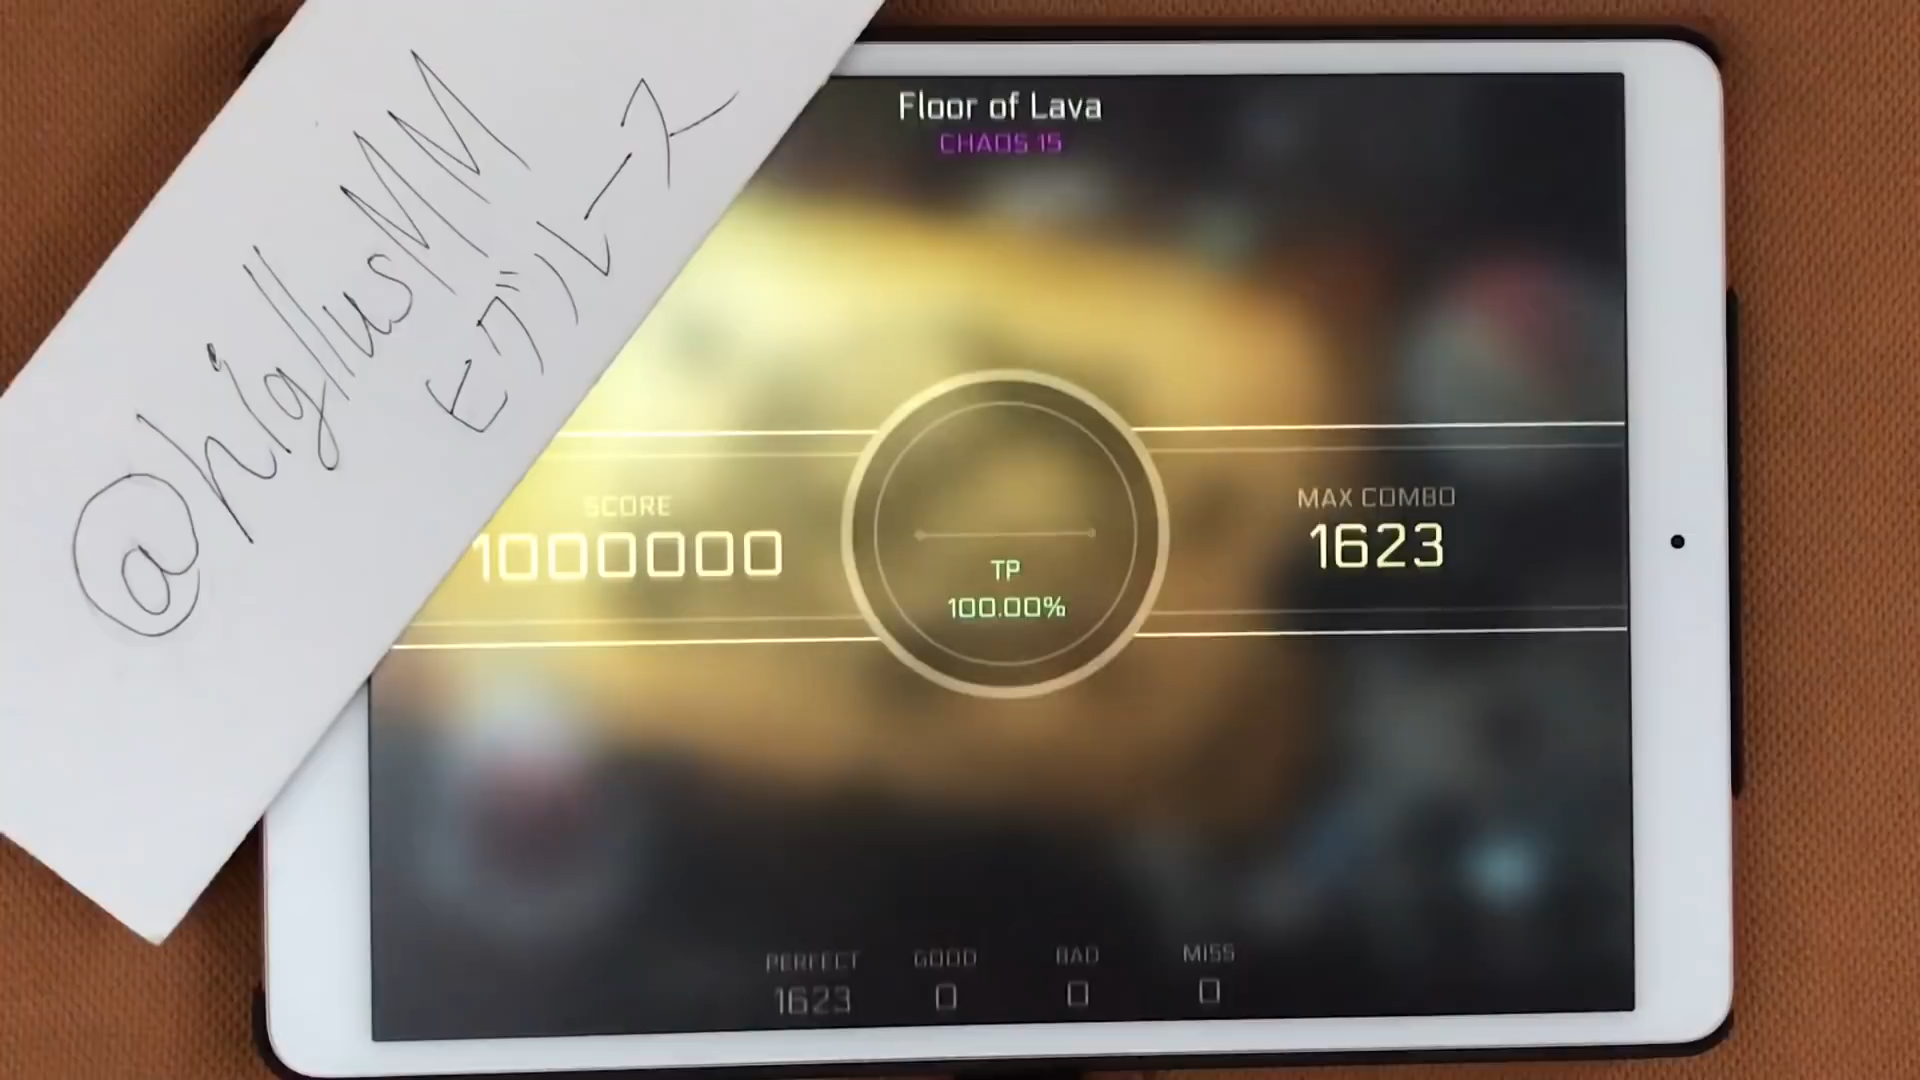 @higllusMM
ヒグルース
Floor of Lava
CHAOS 15
SCORE
1000000
TP
100.00%
MAX COMBO
1623
PERFECT GOOD BAD MISS
1623 0 0 0